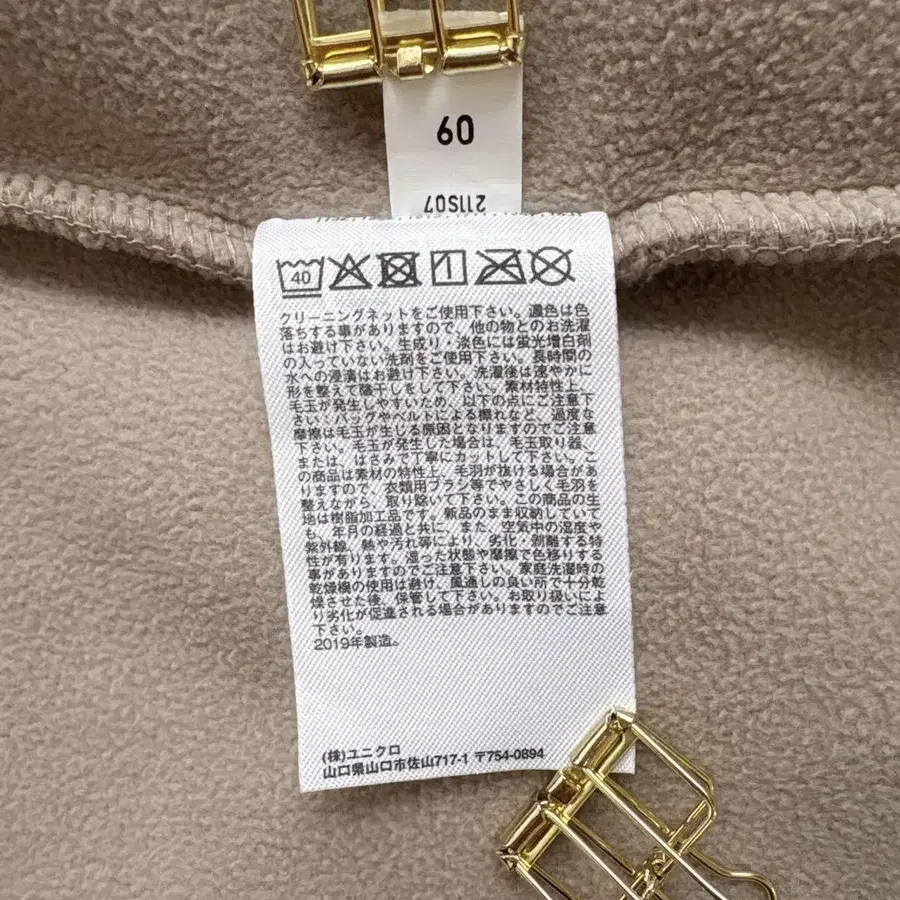 09
211S07
40
クリーニングネットをご使用下さい。濃色は色
落ちする事がありますので、他の物とのお洗濯
はお避け下さい。生成り・淡色には蛍光増白剤
の入っていない洗剤をご使用下さい。長時間の
水への浸漬はお避け下さい。洗濯後は速やかに
形を整えて陰干しをして下さい。素材特性上、
毛玉が発生しやすいため、以下の点にご注意下
さい。バッグやベルトによる擦れなど、過度な
摩擦は毛玉が生じる原因となりますのでご注意
下さい。毛玉が発生した場合は、毛玉取り器、
または、はさみで丁寧にカットして下さい。こ
の商品は素材の特性上、毛羽が抜ける場合があ
りますので、衣類用ブラシ等でやさしく毛羽を
整えながら、取り除いて下さい。この商品の生
地は樹脂加工品です。新品のまま収納していて
も、年月の経過と共に、また、空気中の湿度や
紫外線、熱や汚れ等により、劣化・剥離する特
性が有ります。湿った状態や摩擦で色移りする
事がありますのでご注意下さい。家庭洗濯時の
乾燥機の使用は避け、風通しの良い所で十分乾
燥させた後、保管して下さい。お取り扱いによ
り劣化が促進される場合がありますのでご注意
下さい。
2019年製造。
(株)ユニクロ
山口県山口市佐山717-1 〒754-0894